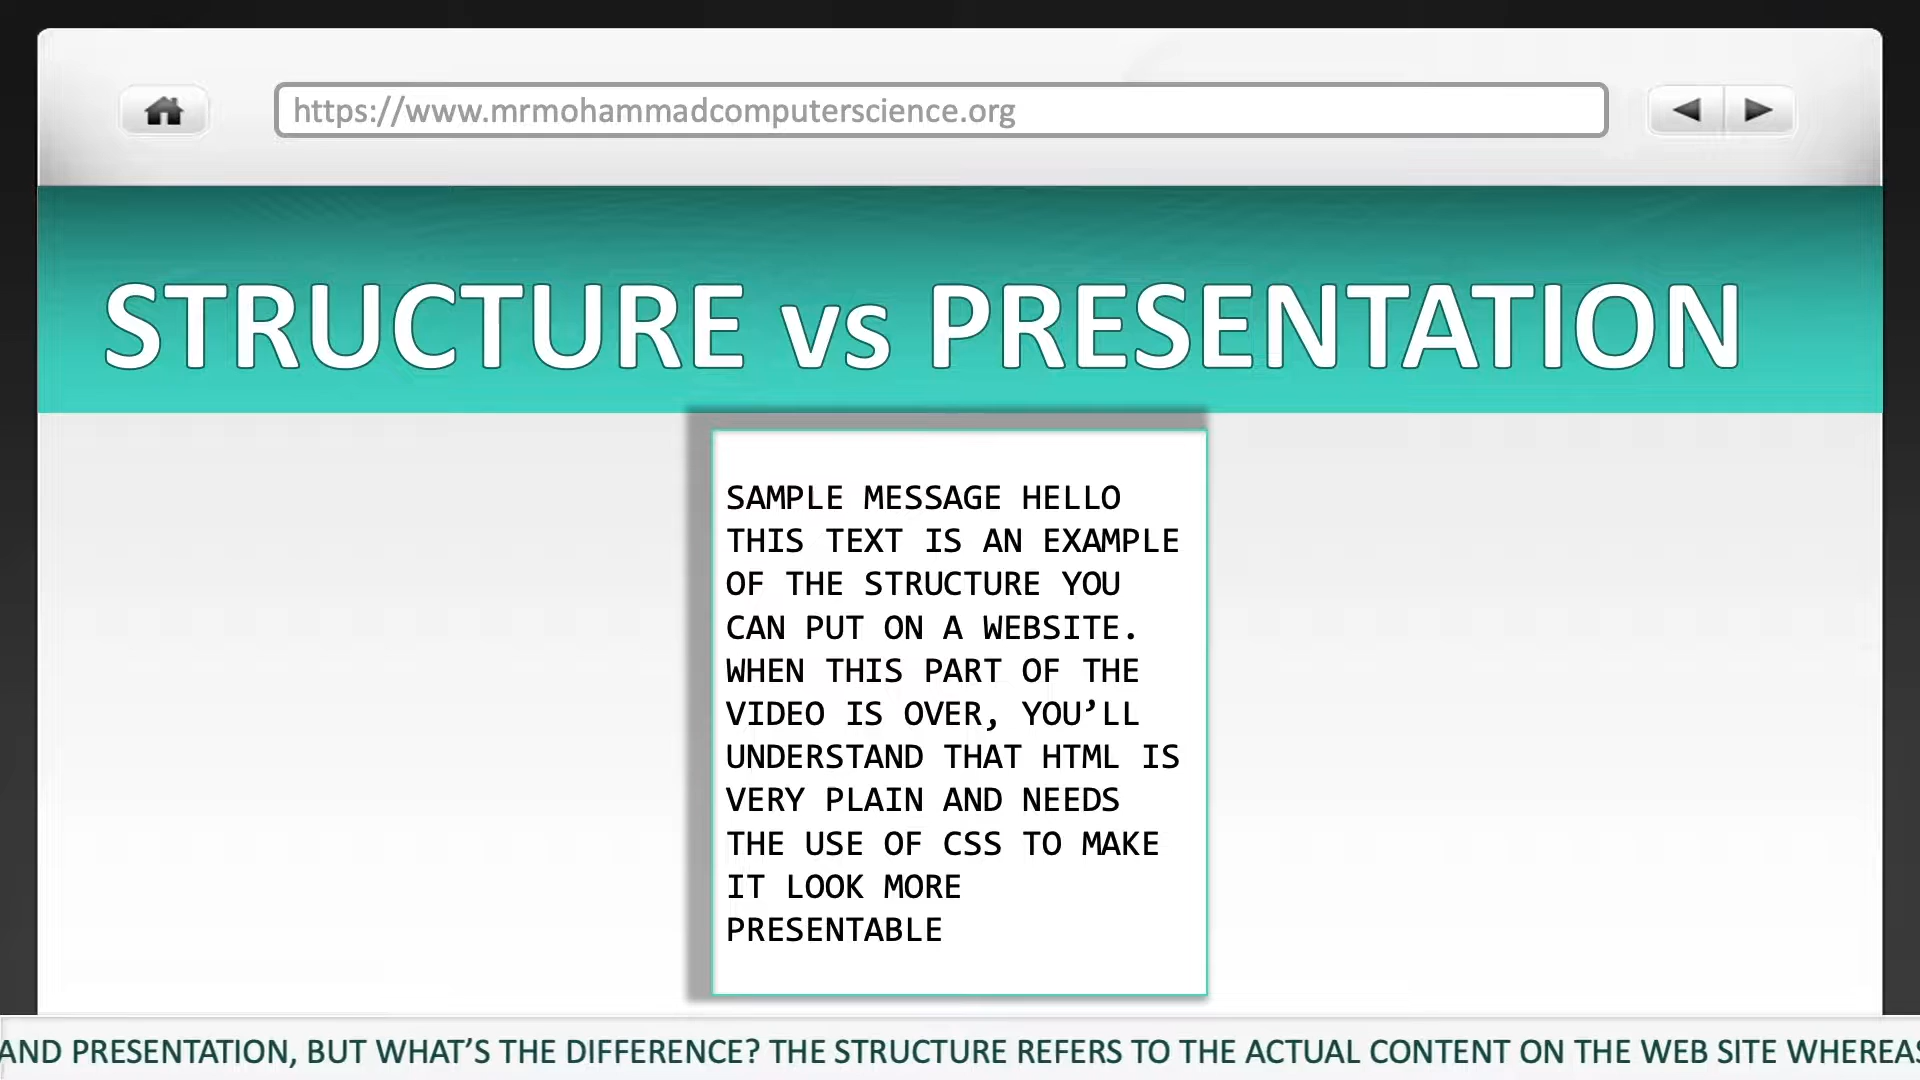 https://www.mrmohammadcomputerscience.org
STRUCTURE vs PRESENTATION
SAMPLE MESSAGE HELLO
THIS TEXT IS AN EXAMPLE
OF THE STRUCTURE YOU
CAN PUT ON A WEBSITE.
WHEN THIS PART OF THE
VIDEO IS OVER, YOU’LL
UNDERSTAND THAT HTML IS
VERY PLAIN AND NEEDS
THE USE OF CSS TO MAKE
IT LOOK MORE
PRESENTABLE
AND PRESENTATION, BUT WHAT’S THE DIFFERENCE? THE STRUCTURE REFERS TO THE ACTUAL CONTENT ON THE WEB SITE WHEREAS